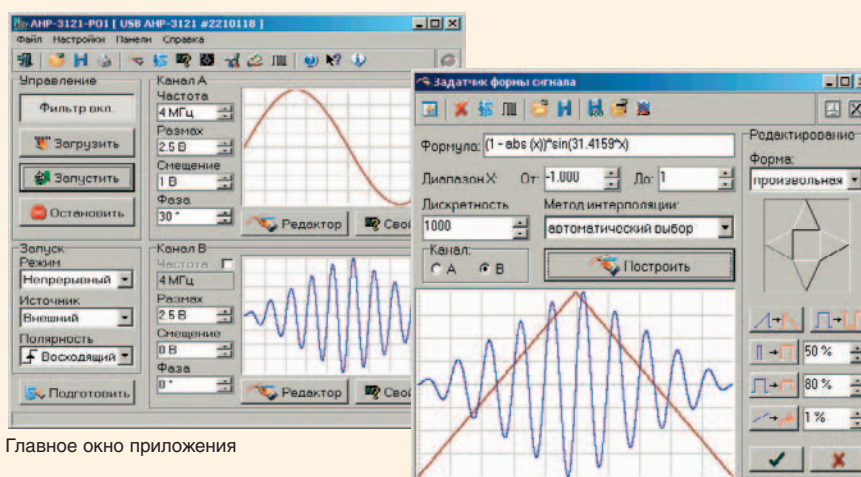 АНР-3121-РО1 [ USB АНР-3121 #2210118 ]
Файл Настройки Панели Справка
Управление
Фильтр вкл.
Загрузить
Запустить
Остановить
Запуск
Режим
Непрерывный
Источник
Внешний
Полярность
Восходящий
Подготовить
Канал A
Частота
4 МГц
Размах
2.5 В
Смещение
1 В
Фаза
30 °
Редактор
Свой
Канал B
Частота
4 МГц
Размах
2.5 В
Смещение
0 В
Фаза
0 °
Редактор
Свой
Главное окно приложения
Задатчик формы сигнала
Формула: (1 - abs (x))*sin(31.4159*x)
Диапазон X: От: -1.000 До: 1
Дискретность Метод интерполяции:
1000 автоматический выбор
Канал:
A B Построить
Редактирование
Форма:
произвольная
50 %
80 %
1 %